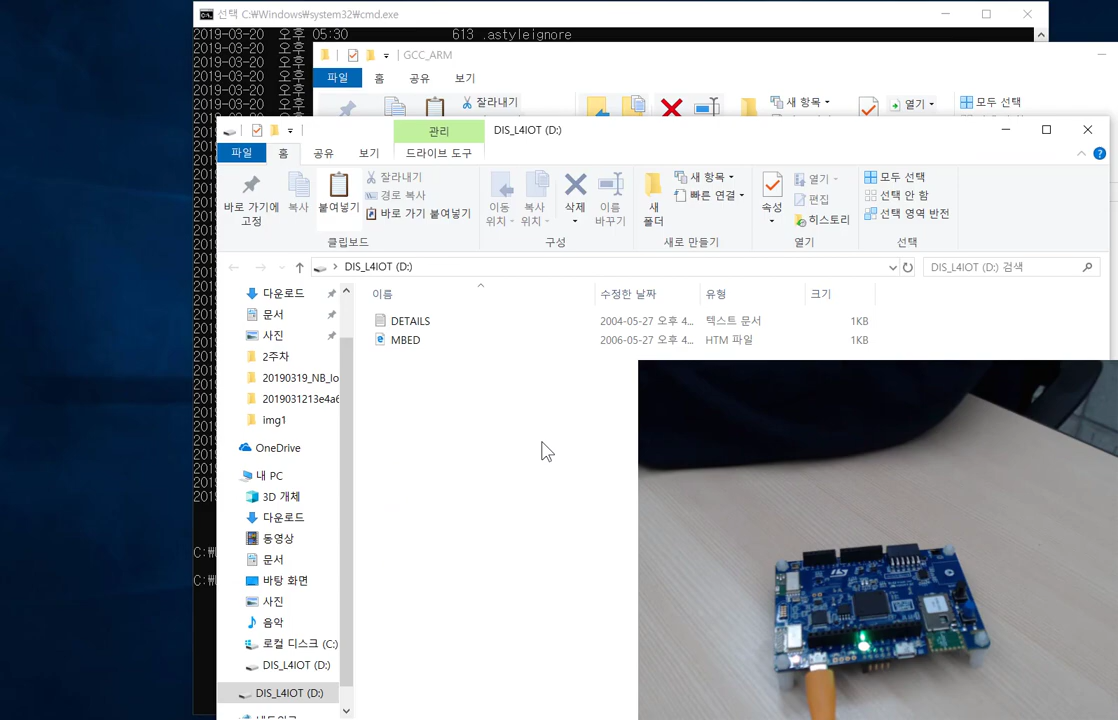 선택 C:₩Windows₩system32₩cmd.exe
2019-03-20 오후 05:30 613 .astyleignore
2019-03-20 오후
GCC_ARM
2019-03-20 오후
파일 홈 공유 보기
2019-03-20 오후
2019-03-20 오후
잘라내기 새 항목 열기 모두 선택
2019-03-20 오후
관리 DIS_L4IOT (D:)
파일 홈 공유 보기 드라이브 도구
바로 가기에 고정
복사
붙여넣기
잘라내기
경로 복사
바로 가기 붙여넣기
클립보드
이동 위치
복사 위치
삭제
이름 바꾸기
구성
새 폴더
새 항목
빠른 연결
새로 만들기
속성
열기
편집
히스토리
열기
모두 선택
선택 안 함
선택 영역 반전
선택
DIS_L4IOT (D:) DIS_L4IOT (D:) 검색
이름 수정한 날짜 유형 크기
DETAILS 2004-05-27 오후 4... 텍스트 문서 1KB
MBED 2006-05-27 오후 4... HTM 파일 1KB
다운로드
문서
사진
2주차
20190319_NB_Io
2019031213e4a6
img1
OneDrive
내 PC
3D 개체
다운로드
동영상
문서
바탕 화면
사진
음악
로컬 디스크 (C:)
DIS_L4IOT (D:)
DIS_L4IOT (D:)
C:₩
C:₩